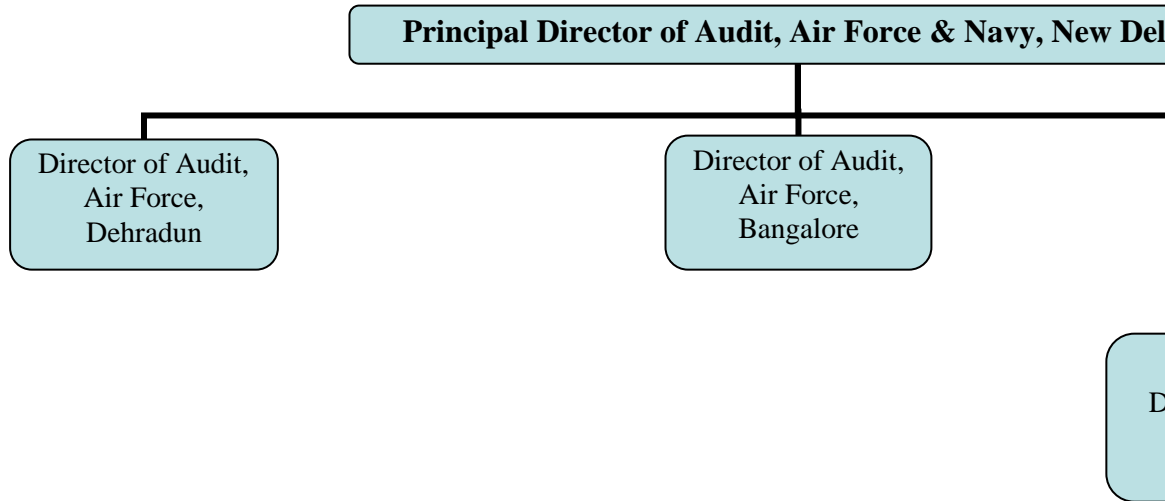 Principal Director of Audit, Air Force & Navy, New
Director of Audit,
Air Force,
Dehradun
Director of Audit,
Air Force,
Bangalore